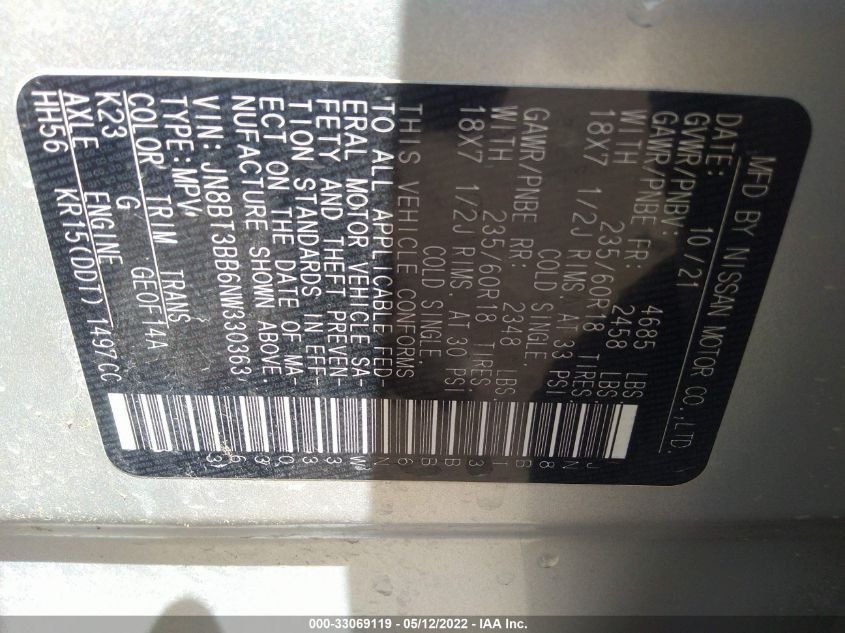 MFD BY NISSAN MOTOR CO.,LTD.
DATE: 10/21
GVWR/PNBV: 4685 LBS.
GAWR/PNBE FR: 2458 LBS.
WITH 235/60R18 TIRES,
18X7 1/2J RIMS. AT 33 PSI
COLD SINGLE.
GAWR/PNBE RR: 2348 LBS.
WITH 235/60R18 TIRES,
18X7 1/2J RIMS. AT 30 PSI
COLD SINGLE.
THIS VEHICLE CONFORMS
TO ALL APPLICABLE FED-
ERAL MOTOR VEHICLE SA-
FETY AND THEFT PREVEN-
TION STANDARDS IN EFF-
ECT ON THE DATE OF MA-
NUFACTURE SHOWN ABOVE.
VIN: JN8BT3BB6NW330363
TYPE: MPV
COLOR TRIM TRANS
K23 G GEOF14A
AXLE ENGINE
HH56 KR15(DDT) 1497CC
JN8BT3BB6NW330363
000-33069119 - 05/12/2022 - IAA Inc.